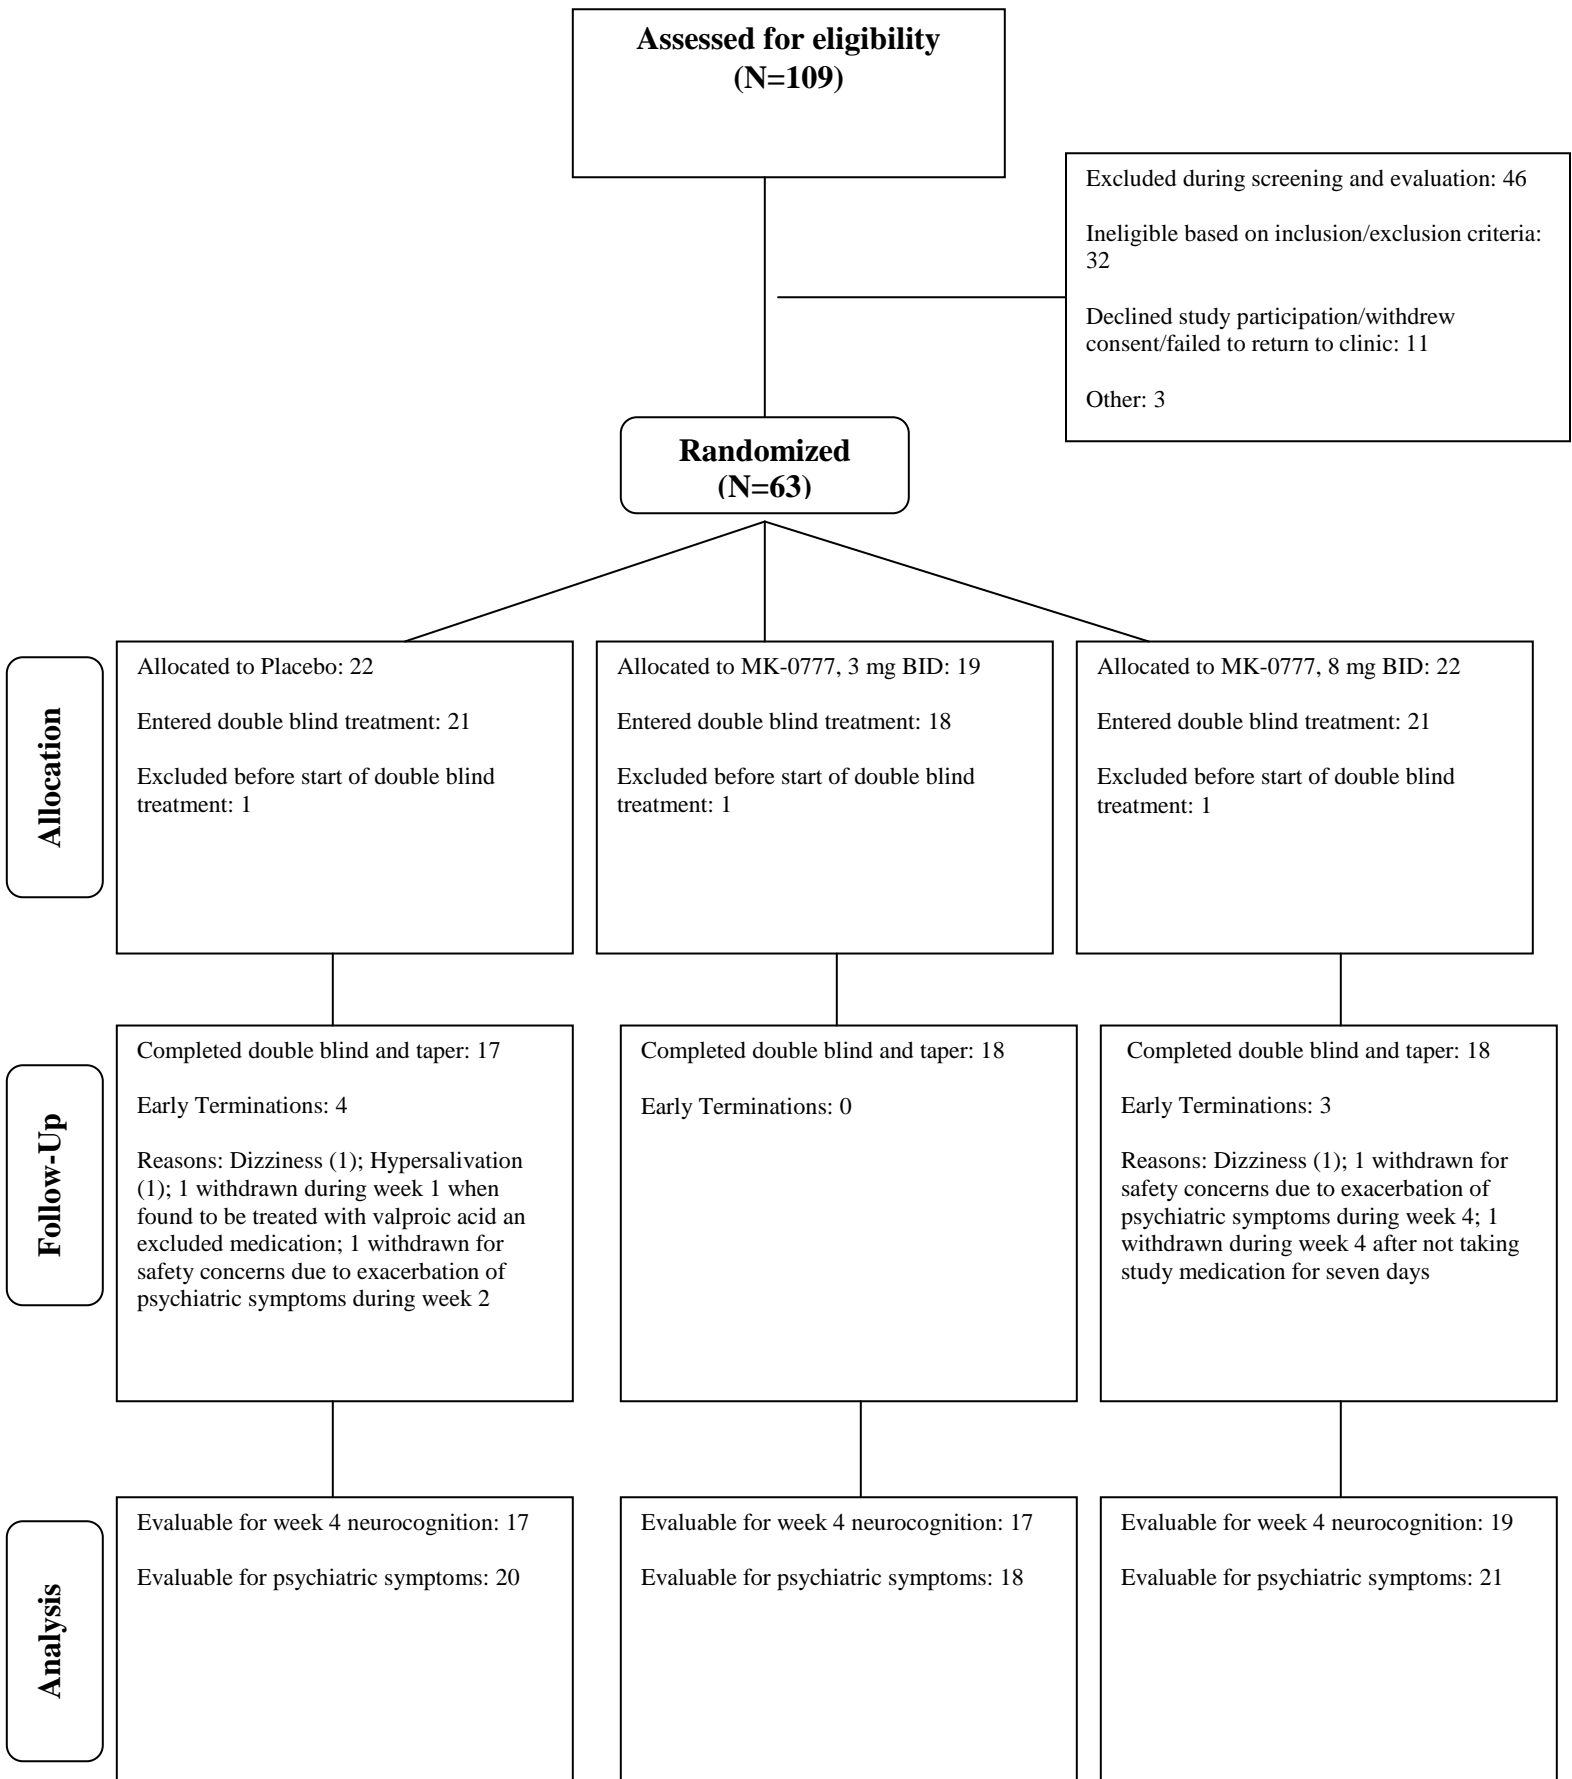 Assessed for eligibility
(N=109)
Excluded during screening and evaluation: 46
Ineligible based on inclusion/exclusion criteria:
32
Declined study participation/withdrew
consent/failed to return to clinic: 11
Other: 3
Randomized
(N=63)
Allocation
Allocated to Placebo: 22
Entered double blind treatment: 21
Excluded before start of double blind
treatment: 1
Allocated to MK-0777, 3 mg BID: 19
Entered double blind treatment: 18
Excluded before start of double blind
treatment: 1
Allocated to MK-0777, 8 mg BID: 22
Entered double blind treatment: 21
Excluded before start of double blind
treatment: 1
Follow-Up
Completed double blind and taper: 17
Early Terminations: 4
Reasons: Dizziness (1); Hypersalivation
(1); 1 withdrawn during week 1 when
found to be treated with valproic acid an
excluded medication; 1 withdrawn for
safety concerns due to exacerbation of
psychiatric symptoms during week 2
Completed double blind and taper: 18
Early Terminations: 0
Completed double blind and taper: 18
Early Terminations: 3
Reasons: Dizziness (1); 1 withdrawn for
safety concerns due to exacerbation of
psychiatric symptoms during week 4; 1
withdrawn during week 4 after not taking
study medication for seven days
Analysis
Evaluable for week 4 neurocognition: 17
Evaluable for psychiatric symptoms: 20
Evaluable for week 4 neurocognition: 17
Evaluable for psychiatric symptoms: 18
Evaluable for week 4 neurocognition: 19
Evaluable for psychiatric symptoms: 21